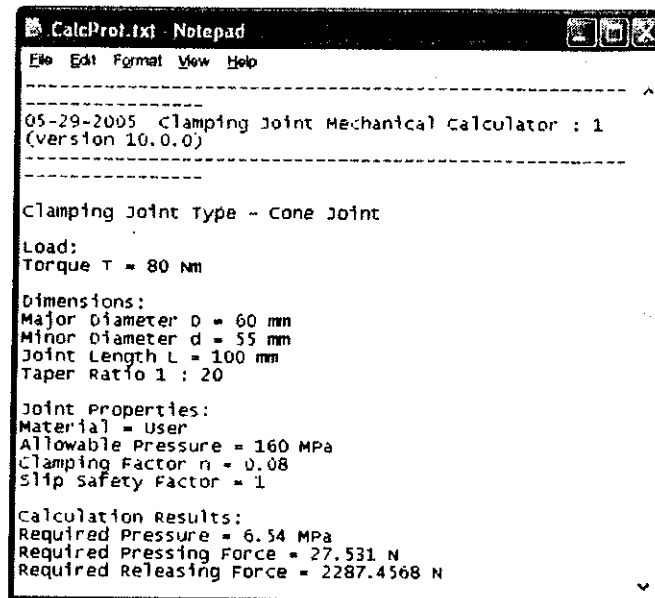 CalcProt.txt - Notepad
File Edit Format View Help
------------------------------------------------------------
-----------------
05-29-2005 Clamping Joint Mechanical Calculator : 1
(version 10.0.0)
------------------------------------------------------------
-----------------
Clamping Joint Type - Cone Joint
Load:
Torque T = 80 Nm
Dimensions:
Major Diameter D = 60 mm
Minor Diameter d = 55 mm
Joint Length L = 100 mm
Taper Ratio 1 : 20
Joint Properties:
Material = User
Allowable Pressure = 160 MPa
Clamping Factor n = 0.08
Slip Safety Factor = 1
Calculation Results:
Required Pressure = 6.54 MPa
Required Pressing Force = 27.531 N
Required Releasing Force = 2287.4568 N